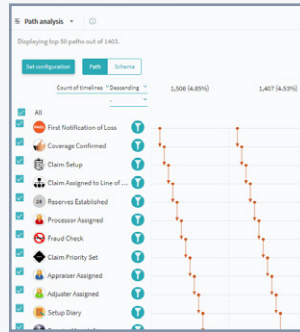 Path analysis
Displaying top 50 paths out of 1403.
Set configuration Path Schema
Count of timelines Descending 1,506 (4.85%) 1,407 (4.53%)
-
All
First Notification of Loss
Coverage Confirmed
Claim Setup
Claim Assigned to Line of ...
Reserves Established
Processor Assigned
Fraud Check
Claim Priority Set
Appraiser Assigned
Adjuster Assigned
Setup Diary